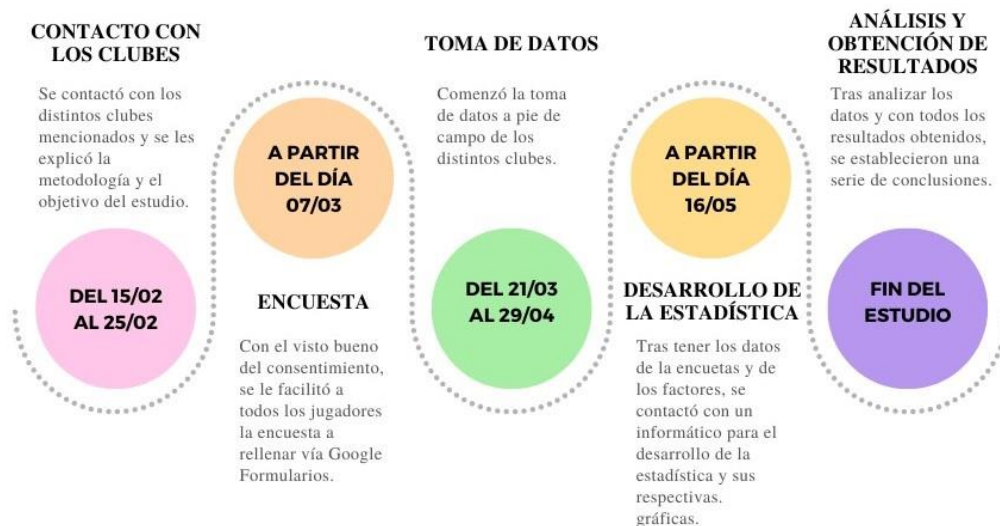 CONTACTO CON
LOS CLUBES
Se contactó con los
distintos clubes
mencionados y se les
explicó la
metodología y el
objetivo del estudio.
DEL 15/02
AL 25/02
A PARTIR
DEL DÍA
07/03
ENCUESTA
Con el visto bueno
del consentimiento,
se le facilitó a
todos los jugadores
la encuesta a
rellenar vía Google
Formularios.
TOMA DE DATOS
Comenzó la toma
de datos a pie de
campo de los
distintos clubes.
DEL 21/03
AL 29/04
A PARTIR
DEL DÍA
16/05
DESARROLLO DE
LA ESTADÍSTICA
Tras tener los datos
de la encuetas y de
los factores, se
contactó con un
informático para el
desarrollo de la
estadística y sus
respectivas.
gráficas.
ANÁLISIS Y
OBTENCIÓN DE
RESULTADOS
Tras analizar los
datos y con todos los
resultados obtenidos,
se establecieron una
serie de conclusiones.
FIN DEL
ESTUDIO